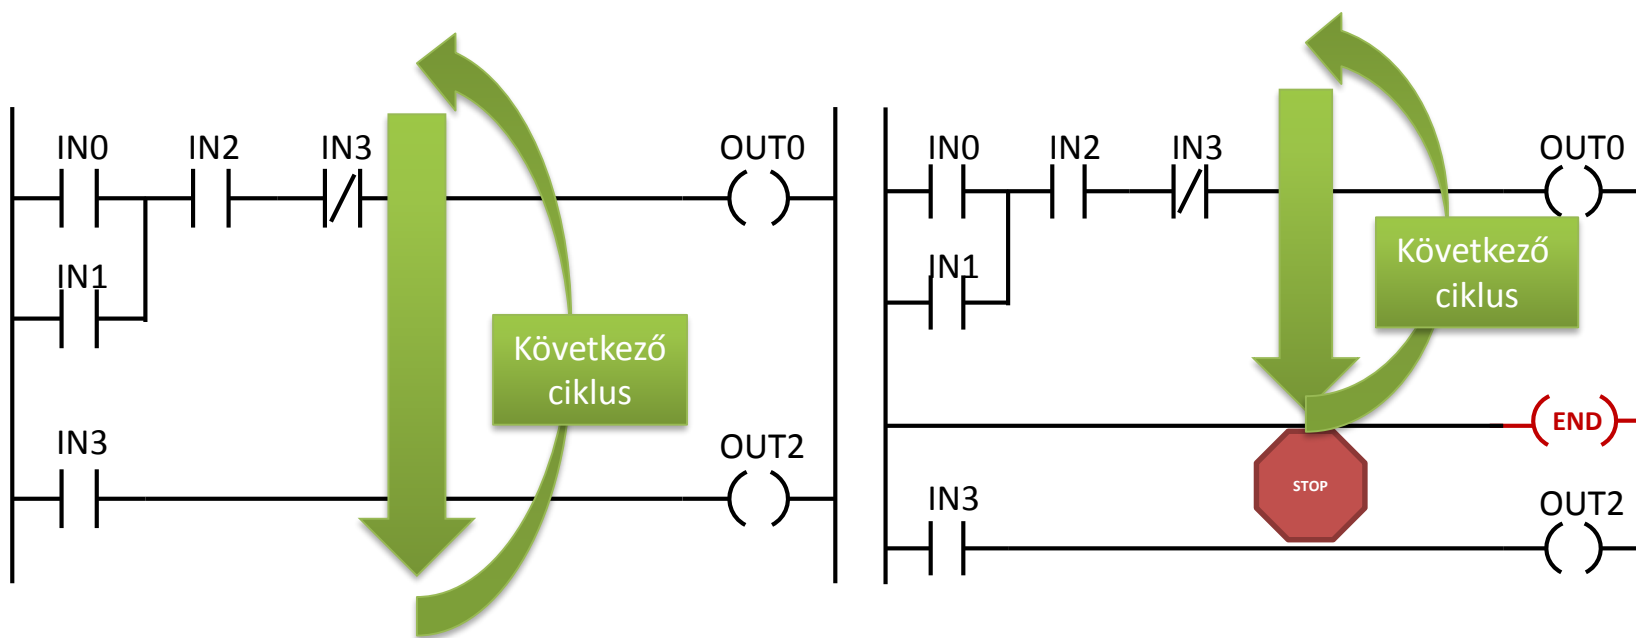 IN0 IN2 IN3 OUT0
IN1
Következő
ciklus
IN3 OUT2
IN0 IN2 IN3 OUT0
IN1
Következő
ciklus
END
STOP
IN3 OUT2